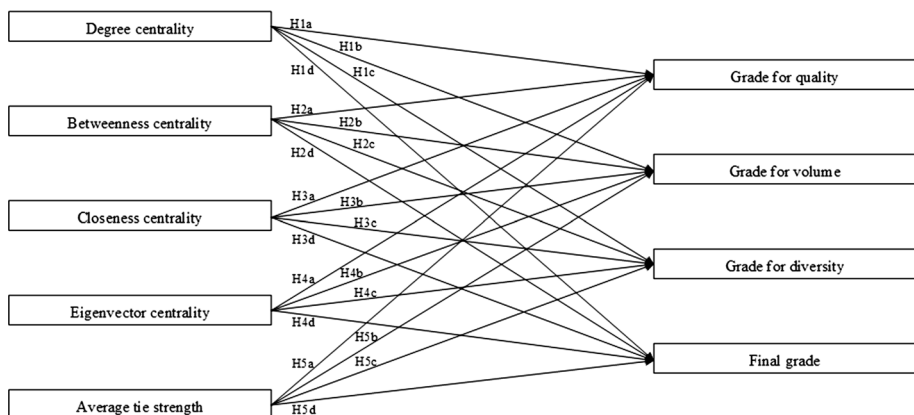 Degree centrality
Betweenness centrality
Closeness centrality
Eigenvector centrality
Average tie strength
H1a
H1b
H1c
H1d
H2a
H2b
H2c
H2d
H3a
H3b
H3c
H3d
H4a
H4b
H4c
H4d
H5a
H5b
H5c
H5d
Grade for quality
Grade for volume
Grade for diversity
Final grade